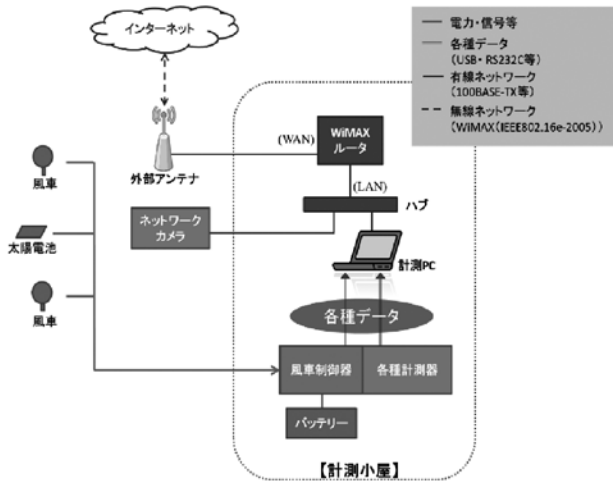 インターネット
電力・信号等
各種データ
(USB・RS232C等)
有線ネットワーク
(100BASE-TX等)
無線ネットワーク
(WiMAX(IEEE802.16e-2005))
(WAN)
WiMAX
ルータ
外部アンテナ
(LAN)
ハブ
風車
ネットワーク
カメラ
太陽電池
計測PC
風車
各種データ
風車制御器
各種計測器
バッテリー
【計測小屋】